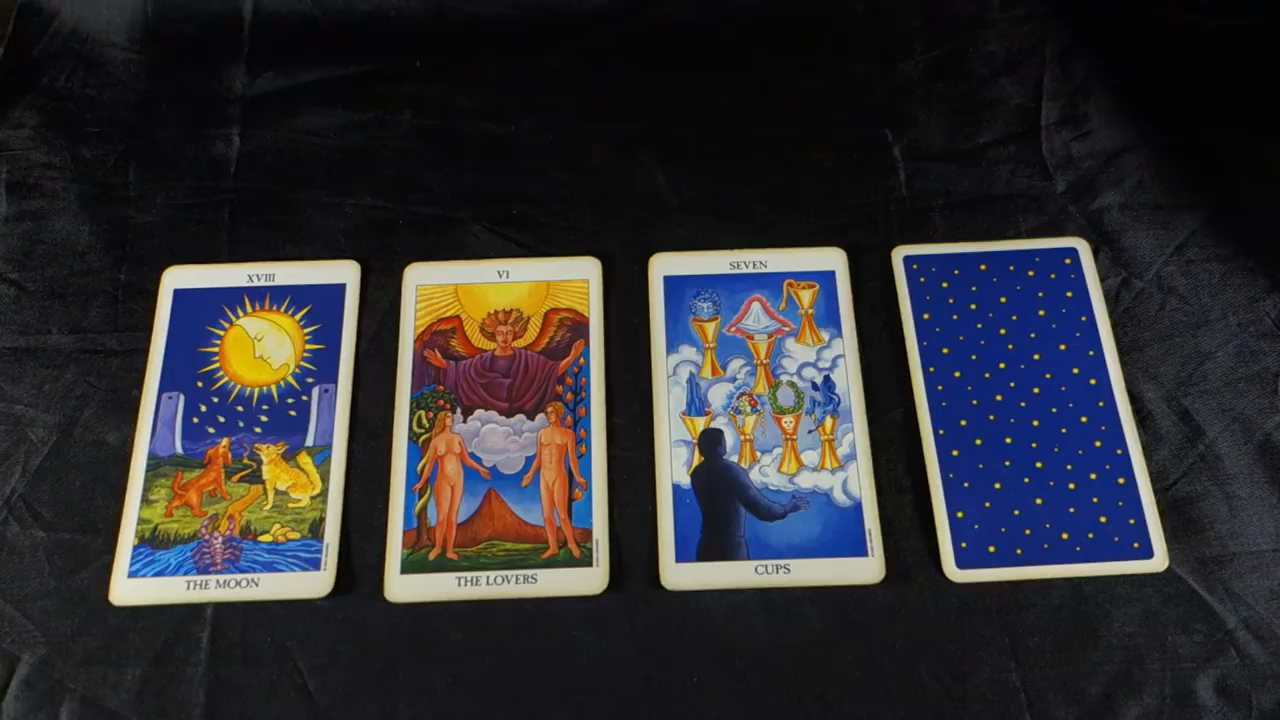 XVIII
THE MOON
VI
THE LOVERS
SEVEN
CUPS